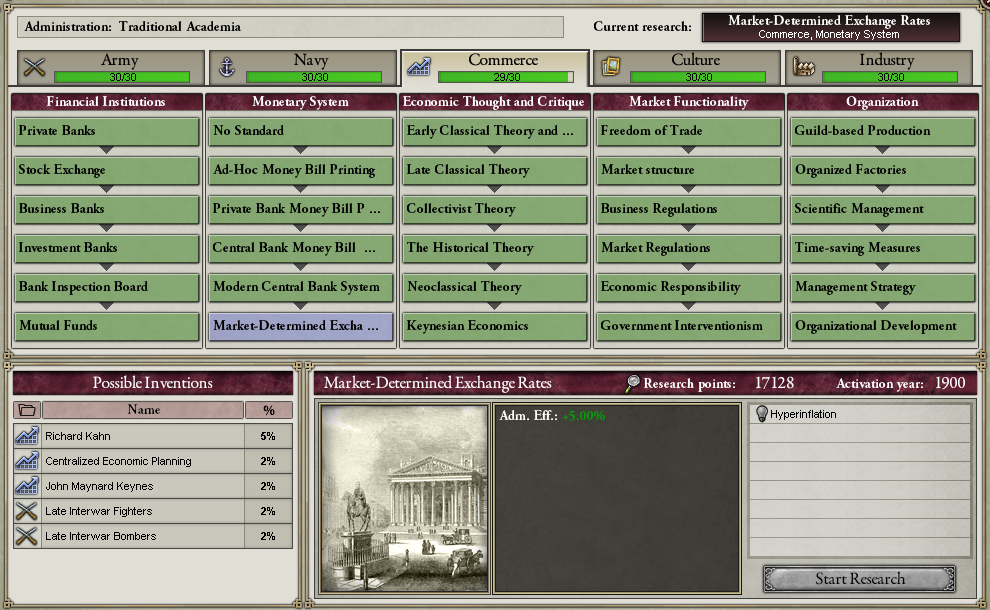 Administration: Traditional Academia
Current research:
Market-Determined Exchange Rates
Commerce, Monetary System
Army
30/30
Navy
30/30
Commerce
29/30
Culture
30/30
Industry
30/30
Financial Institutions
Monetary System
Economic Thought and Critique
Market Functionality
Organization
Private Banks
No Standard
Early Classical Theory and ...
Freedom of Trade
Guild-based Production
Stock Exchange
Ad-Hoc Money Bill Printing
Late Classical Theory
Market structure
Organized Factories
Business Banks
Private Bank Money Bill P ...
Collectivist Theory
Business Regulations
Scientific Management
Investment Banks
Central Bank Money Bill ...
The Historical Theory
Market Regulations
Time-saving Measures
Bank Inspection Board
Modern Central Bank System
Neoclassical Theory
Economic Responsibility
Management Strategy
Mutual Funds
Market-Determined Excha ...
Keynesian Economics
Government Interventionism
Organizational Development
Possible Inventions
Name
%
Richard Kahn
5%
Centralized Economic Planning
2%
John Maynard Keynes
2%
Late Interwar Fighters
2%
Late Interwar Bombers
2%
Market-Determined Exchange Rates
Research points: 17128
Activation year: 1900
Adm. Eff.: +5.00%
Hyperinflation
Start Research